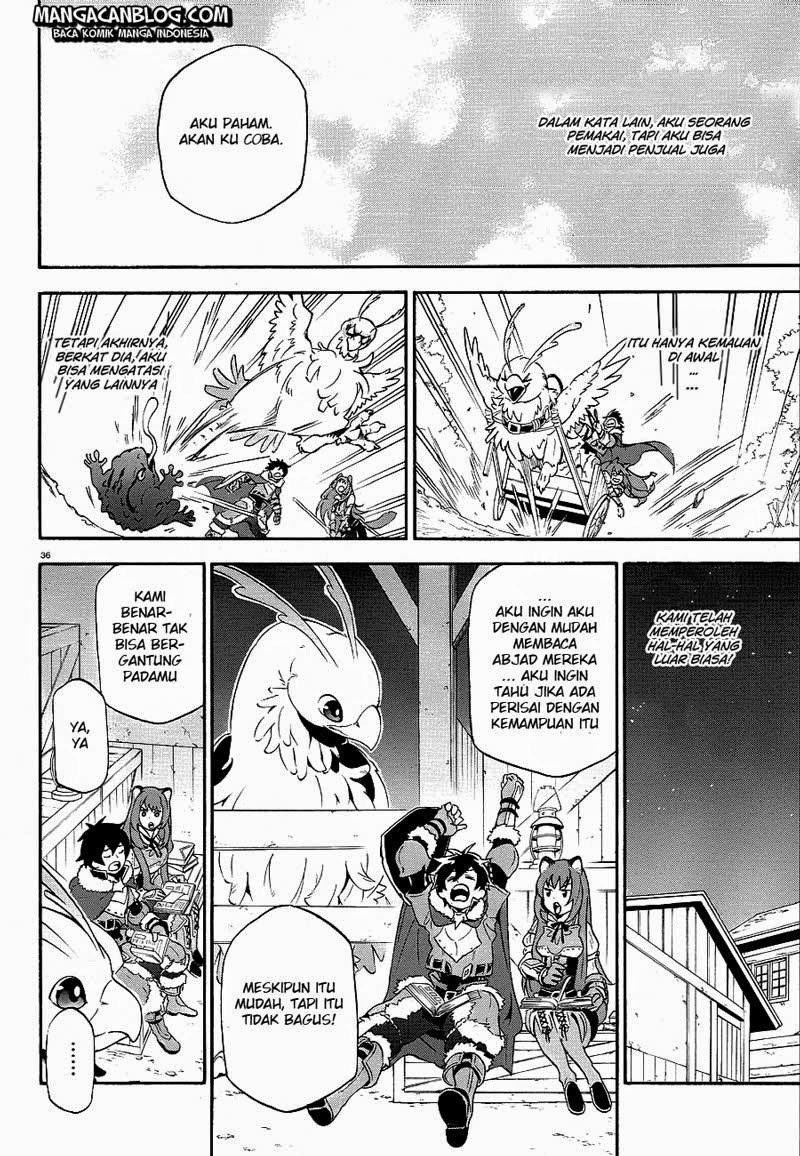 MANGACANBLOG.COM
BACA KOMIK MANGA INDONESIA
DALAM KATA LAIN, AKU SEORANG
PEMAKAI, TAPI AKU BISA
MENJADI PENJUAL JUGA
AKU PAHAM.
AKAN KU COBA.
ITU HANYA KEMAUAN
DI AWAL
...
...
TETAPI AKHIRNYA,
BERKAT DIA, AKU
BISA MENGATASI
YANG LAINNYA
36
KAMI TELAH
MEMPEROLEH
HAL-HAL YANG
LUAR BIASA!
...
AKU INGIN AKU
DENGAN MUDAH
MEMBACA
ABJAD MEREKA
... AKU INGIN
TAHU JIKA ADA
PERISAI DENGAN
KEMAMPUAN ITU
MESKIPUN ITU
MUDAH, TAPI ITU
TIDAK BAGUS!
KAMI
BENAR-
BENAR TAK
BISA BER-
GANTUNG
PADAMU
YA,
YA
........